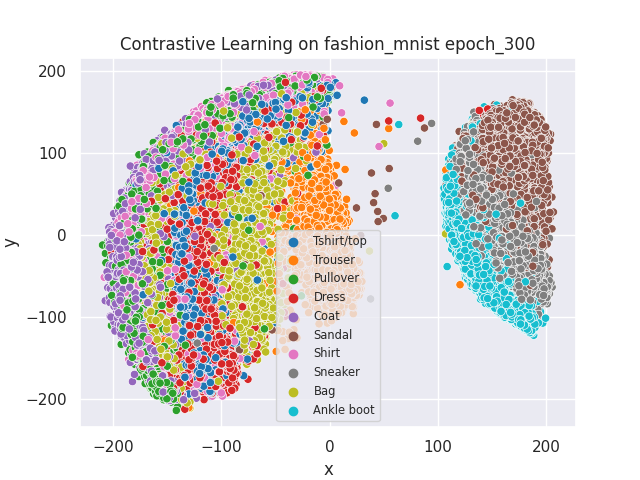 Contrastive Learning on fashion_mnist epoch_300
200
100
0
−100
−200
y
−200
−100
0
100
200
x
Tshirt/top
Trouser
Pullover
Dress
Coat
Sandal
Shirt
Sneaker
Bag
Ankle boot